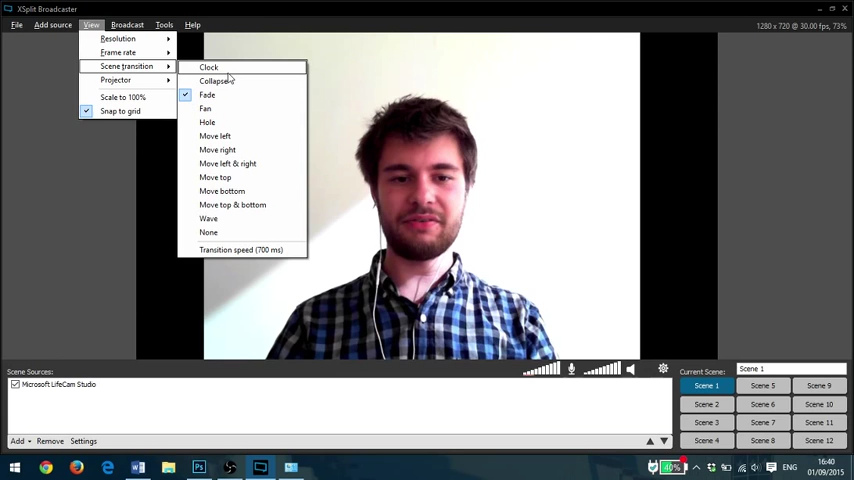 XSplit Broadcaster
File Add source View Broadcast Tools Help
1280 x 720 @ 30.00 fps, 73%
Resolution
Frame rate
Scene transition
Projector
Scale to 100%
Snap to grid
Clock
Collapse
Fade
Fan
Hole
Move left
Move right
Move left & right
Move top
Move bottom
Move top & bottom
Wave
None
Transition speed (700 ms)
Scene Sources:
Microsoft LifeCam Studio
Add Remove Settings
Current Scene: Scene 1
Scene 1 Scene 5 Scene 9
Scene 2 Scene 6 Scene 10
Scene 3 Scene 7 Scene 11
Scene 4 Scene 8 Scene 12
40%
ENG
16:40
01/09/2015